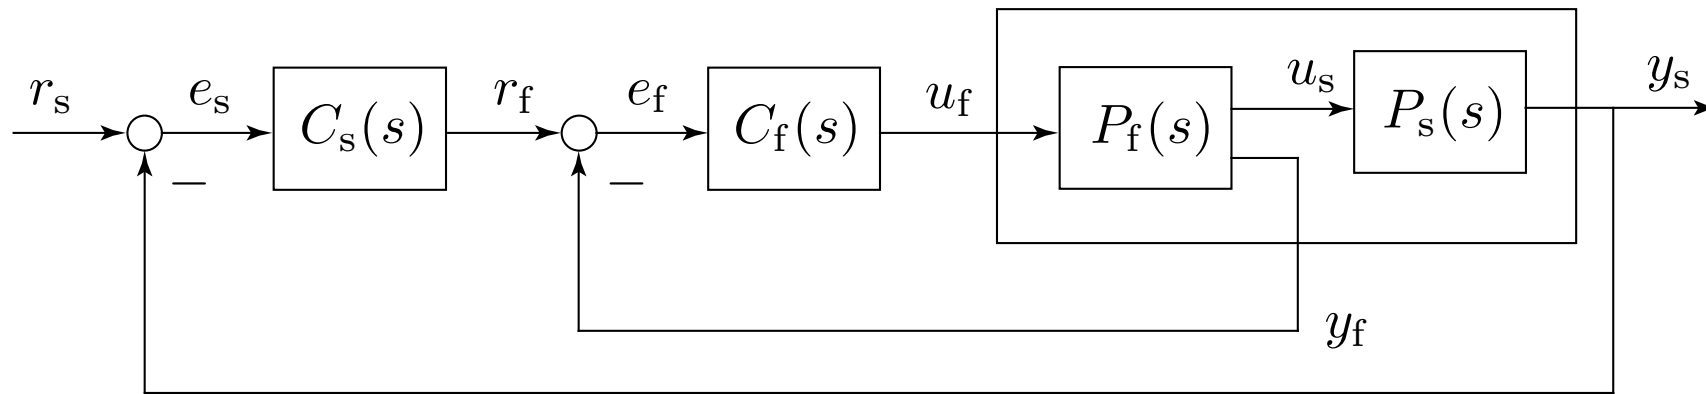 r_s
e_s
C_s(s)
r_f
e_f
C_f(s)
u_f
P_f(s)
u_s
P_s(s)
y_s
−
−
y_f